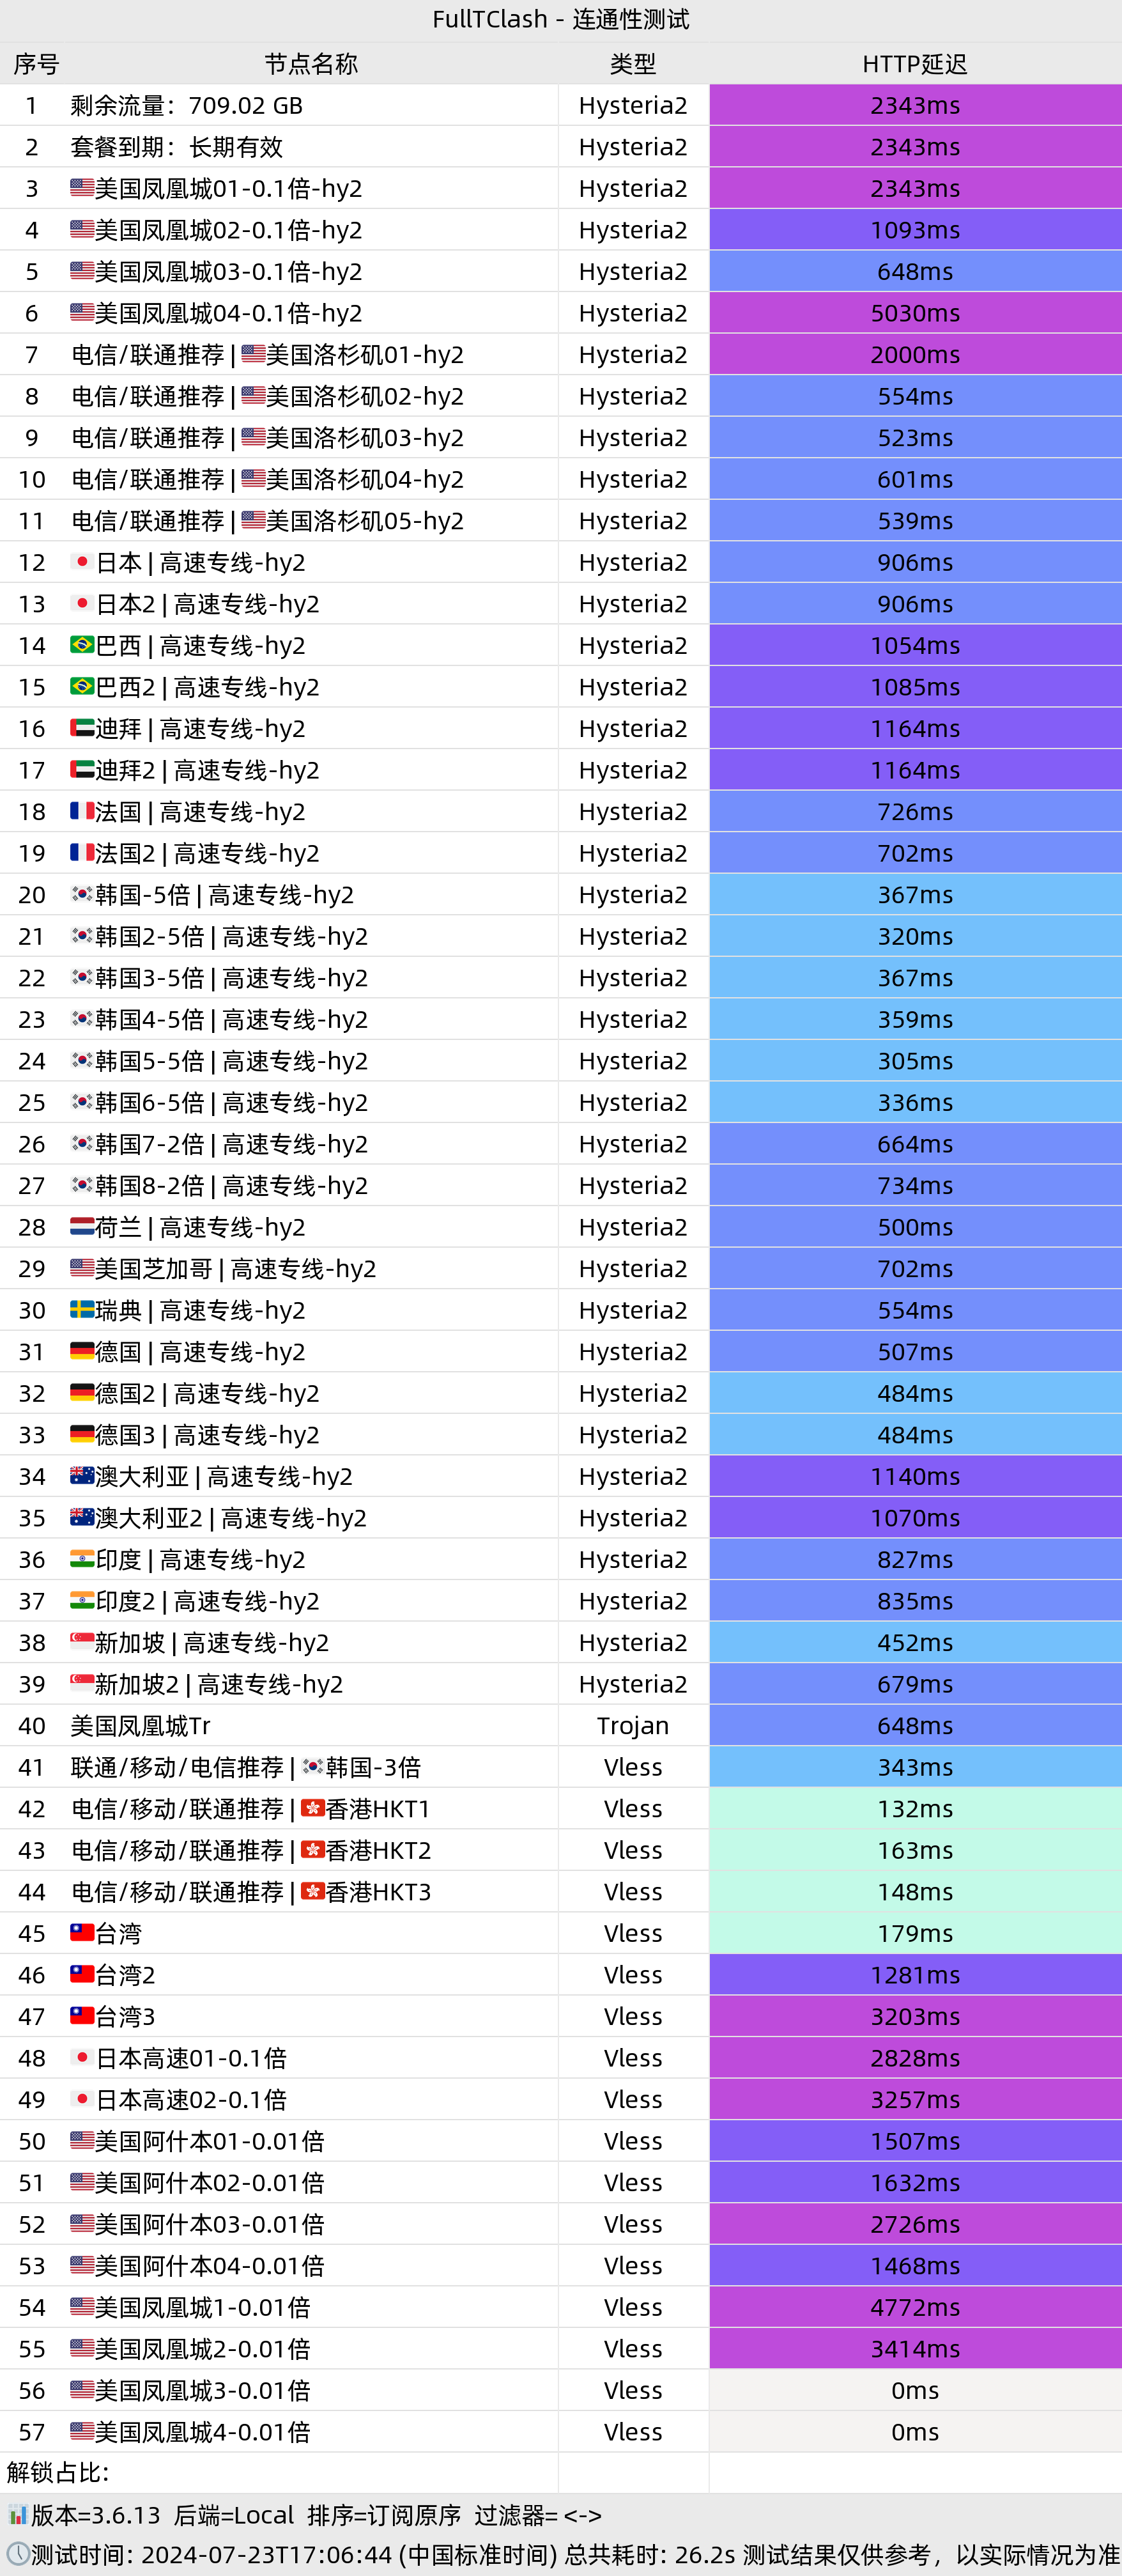 FullTClash - 连通性测试
序号 节点名称 类型 HTTP延迟
1 剩余流量：709.02 GB Hysteria2 2343ms
2 套餐到期：长期有效 Hysteria2 2343ms
3 🇺🇸美国凤凰城01-0.1倍-hy2 Hysteria2 2343ms
4 🇺🇸美国凤凰城02-0.1倍-hy2 Hysteria2 1093ms
5 🇺🇸美国凤凰城03-0.1倍-hy2 Hysteria2 648ms
6 🇺🇸美国凤凰城04-0.1倍-hy2 Hysteria2 5030ms
7 电信/联通推荐|🇺🇸美国洛杉矶01-hy2 Hysteria2 2000ms
8 电信/联通推荐|🇺🇸美国洛杉矶02-hy2 Hysteria2 554ms
9 电信/联通推荐|🇺🇸美国洛杉矶03-hy2 Hysteria2 523ms
10 电信/联通推荐|🇺🇸美国洛杉矶04-hy2 Hysteria2 601ms
11 电信/联通推荐|🇺🇸美国洛杉矶05-hy2 Hysteria2 539ms
12 🇯🇵日本|高速专线-hy2 Hysteria2 906ms
13 🇯🇵日本2|高速专线-hy2 Hysteria2 906ms
14 🇧🇷巴西|高速专线-hy2 Hysteria2 1054ms
15 🇧🇷巴西2|高速专线-hy2 Hysteria2 1085ms
16 🇦🇪迪拜|高速专线-hy2 Hysteria2 1164ms
17 🇦🇪迪拜2|高速专线-hy2 Hysteria2 1164ms
18 🇫🇷法国|高速专线-hy2 Hysteria2 726ms
19 🇫🇷法国2|高速专线-hy2 Hysteria2 702ms
20 🇰🇷韩国-5倍|高速专线-hy2 Hysteria2 367ms
21 🇰🇷韩国2-5倍|高速专线-hy2 Hysteria2 320ms
22 🇰🇷韩国3-5倍|高速专线-hy2 Hysteria2 367ms
23 🇰🇷韩国4-5倍|高速专线-hy2 Hysteria2 359ms
24 🇰🇷韩国5-5倍|高速专线-hy2 Hysteria2 305ms
25 🇰🇷韩国6-5倍|高速专线-hy2 Hysteria2 336ms
26 🇰🇷韩国7-2倍|高速专线-hy2 Hysteria2 664ms
27 🇰🇷韩国8-2倍|高速专线-hy2 Hysteria2 734ms
28 🇳🇱荷兰|高速专线-hy2 Hysteria2 500ms
29 🇺🇸美国芝加哥|高速专线-hy2 Hysteria2 702ms
30 🇸🇪瑞典|高速专线-hy2 Hysteria2 554ms
31 🇩🇪德国|高速专线-hy2 Hysteria2 507ms
32 🇩🇪德国2|高速专线-hy2 Hysteria2 484ms
33 🇩🇪德国3|高速专线-hy2 Hysteria2 484ms
34 🇦🇺澳大利亚|高速专线-hy2 Hysteria2 1140ms
35 🇦🇺澳大利亚2|高速专线-hy2 Hysteria2 1070ms
36 🇮🇳印度|高速专线-hy2 Hysteria2 827ms
37 🇮🇳印度2|高速专线-hy2 Hysteria2 835ms
38 🇸🇬新加坡|高速专线-hy2 Hysteria2 452ms
39 🇸🇬新加坡2|高速专线-hy2 Hysteria2 679ms
40 美国凤凰城Tr Trojan 648ms
41 联通/移动/电信推荐|🇰🇷韩国-3倍 Vless 343ms
42 电信/移动/联通推荐|🇭🇰香港HKT1 Vless 132ms
43 电信/移动/联通推荐|🇭🇰香港HKT2 Vless 163ms
44 电信/移动/联通推荐|🇭🇰香港HKT3 Vless 148ms
45 🇹🇼台湾 Vless 179ms
46 🇹🇼台湾2 Vless 1281ms
47 🇹🇼台湾3 Vless 3203ms
48 🇯🇵日本高速01-0.1倍 Vless 2828ms
49 🇯🇵日本高速02-0.1倍 Vless 3257ms
50 🇺🇸美国阿什本01-0.01倍 Vless 1507ms
51 🇺🇸美国阿什本02-0.01倍 Vless 1632ms
52 🇺🇸美国阿什本03-0.01倍 Vless 2726ms
53 🇺🇸美国阿什本04-0.01倍 Vless 1468ms
54 🇺🇸美国凤凰城1-0.01倍 Vless 4772ms
55 🇺🇸美国凤凰城2-0.01倍 Vless 3414ms
56 🇺🇸美国凤凰城3-0.01倍 Vless 0ms
57 🇺🇸美国凤凰城4-0.01倍 Vless 0ms
解锁占比:
📊版本=3.6.13 后端=Local 排序=订阅原序 过滤器= <->
🕔测试时间: 2024-07-23T17:06:44 (中国标准时间) 总共耗时: 26.2s 测试结果仅供参考，以实际情况为准